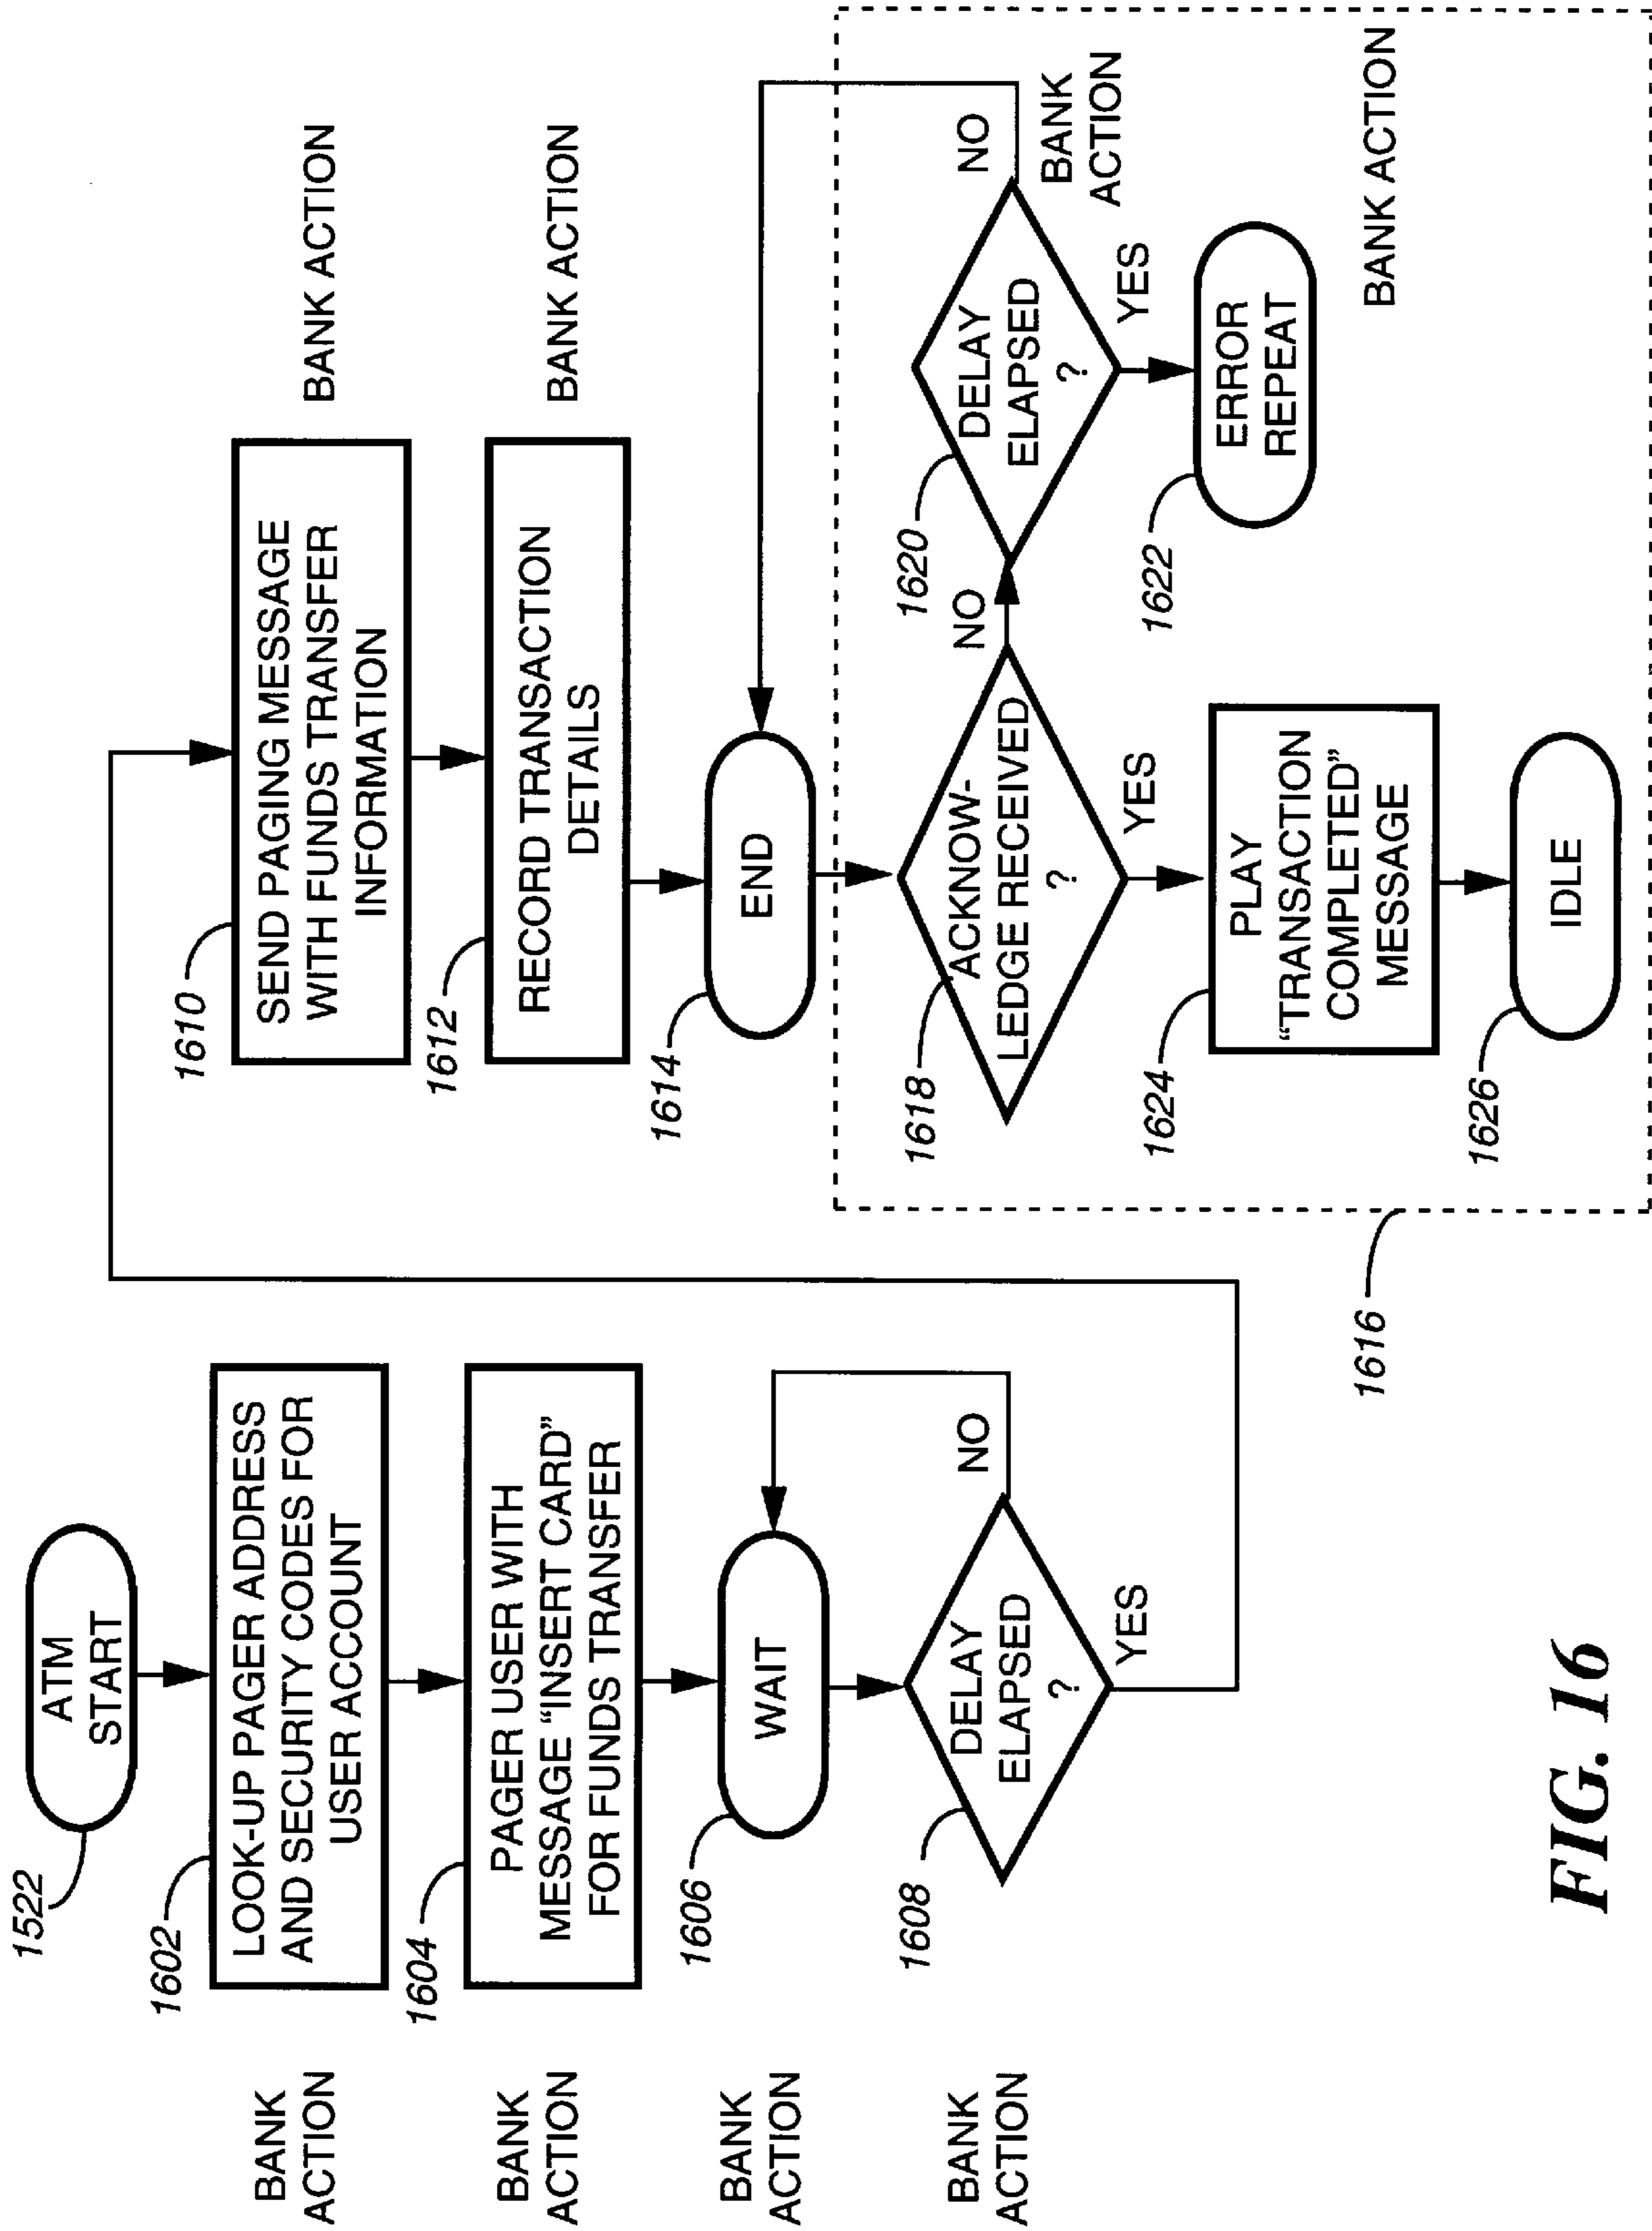 1522
ATM
START
BANK
ACTION
1602
LOOK-UP PAGER ADDRESS
AND SECURITY CODES FOR
USER ACCOUNT
BANK
ACTION
1604
PAGER USER WITH
MESSAGE “INSERT CARD”
FOR FUNDS TRANSFER
BANK
ACTION
1606
WAIT
BANK
ACTION
1608
DELAY
ELAPSED
?
NO
YES
1610
SEND PAGING MESSAGE
WITH FUNDS TRANSFER
INFORMATION
BANK ACTION
1612
RECORD TRANSACTION
DETAILS
BANK ACTION
1614
END
1618
ACKNOW-
LEDGE RECEIVED
?
NO
YES
1620
DELAY
ELAPSED
?
NO
YES
BANK
ACTION
1622
ERROR
REPEAT
1624
PLAY
“TRANSACTION
COMPLETED”
MESSAGE
BANK ACTION
1626
IDLE
1616
FIG. 16